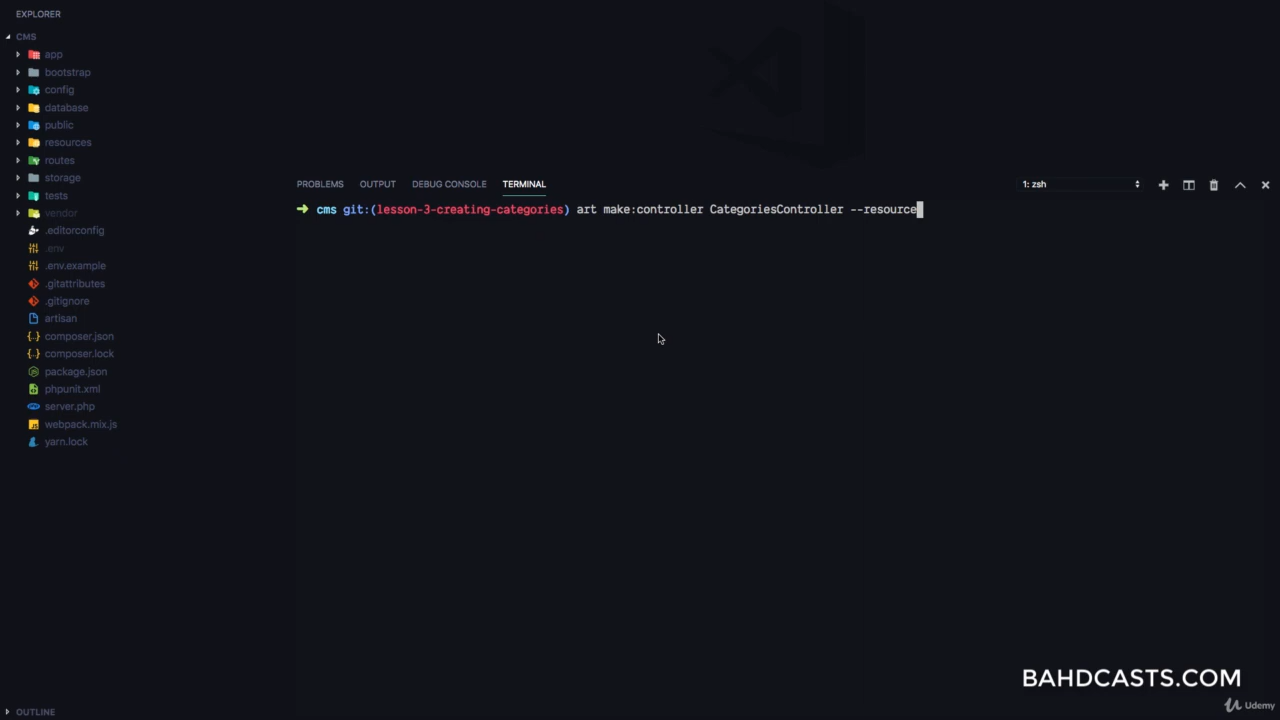 EXPLORER
CMS
app
bootstrap
config
database
public
resources
routes
storage
tests
vendor
.editorconfig
.env
.env.example
.gitattributes
.gitignore
artisan
composer.json
composer.lock
package.json
phpunit.xml
server.php
webpack.mix.js
yarn.lock
OUTLINE
PROBLEMS OUTPUT DEBUG CONSOLE TERMINAL 1: zsh
➜ cms git:(lesson-3-creating-categories) art make:controller CategoriesController --resource
BAHDCASTS.COM
Udemy